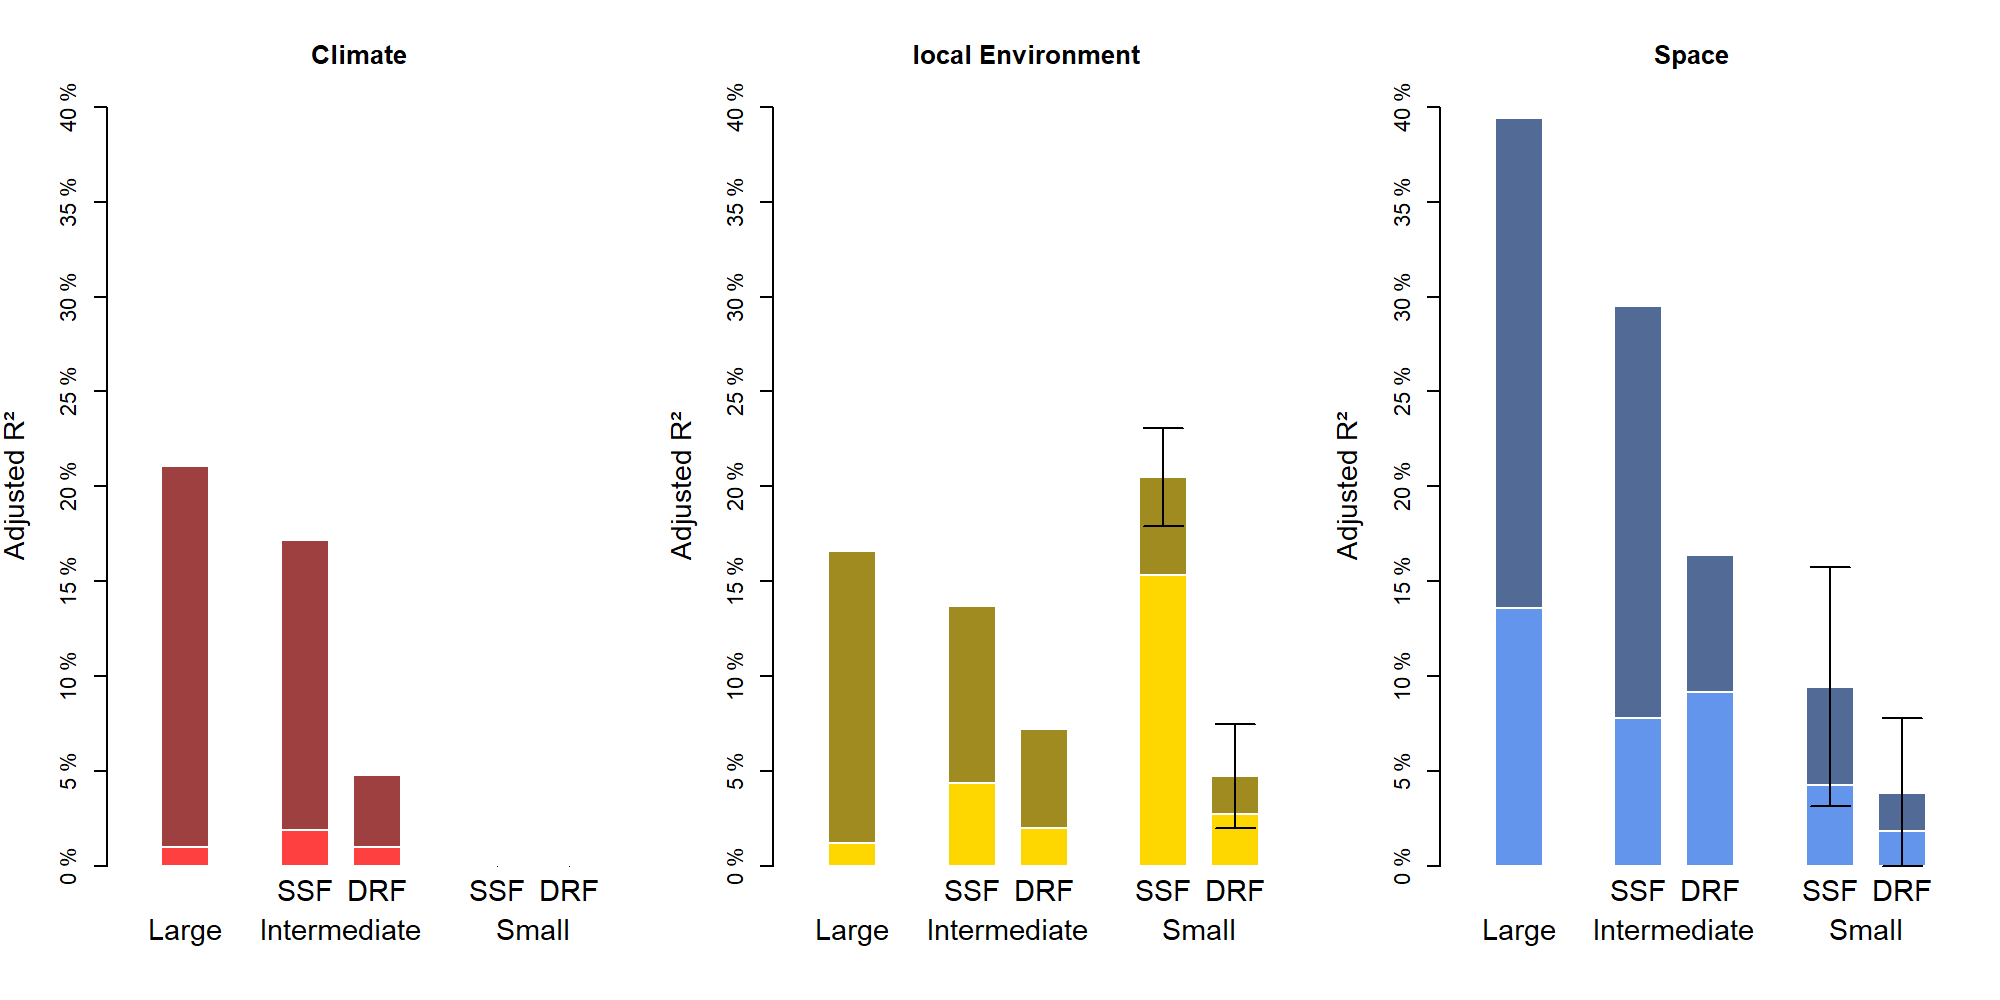 Climate
Adjusted R²
40 %
35 %
30 %
25 %
20 %
15 %
10 %
5 %
0 %
SSF DRF SSF DRF
Large Intermediate Small
local Environment
Adjusted R²
40 %
35 %
30 %
25 %
20 %
15 %
10 %
5 %
0 %
SSF DRF SSF DRF
Large Intermediate Small
Space
Adjusted R²
40 %
35 %
30 %
25 %
20 %
15 %
10 %
5 %
0 %
SSF DRF SSF DRF
Large Intermediate Small